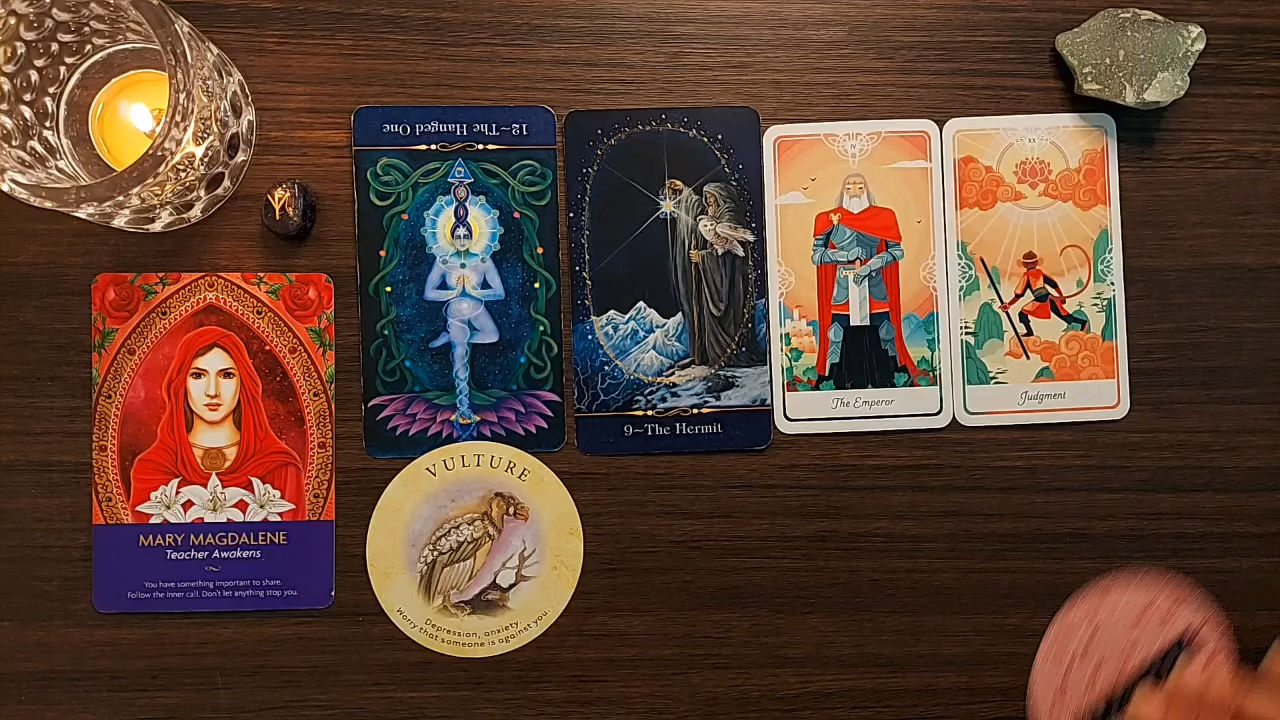 12~The Hanged One
9~The Hermit
IV
The Emperor
XX
Judgment
MARY MAGDALENE
Teacher Awakens
You have something important to share.
Follow the inner call. Don't let anything stop you.
VULTURE
Depression, anxiety.
Worry that someone is against you.